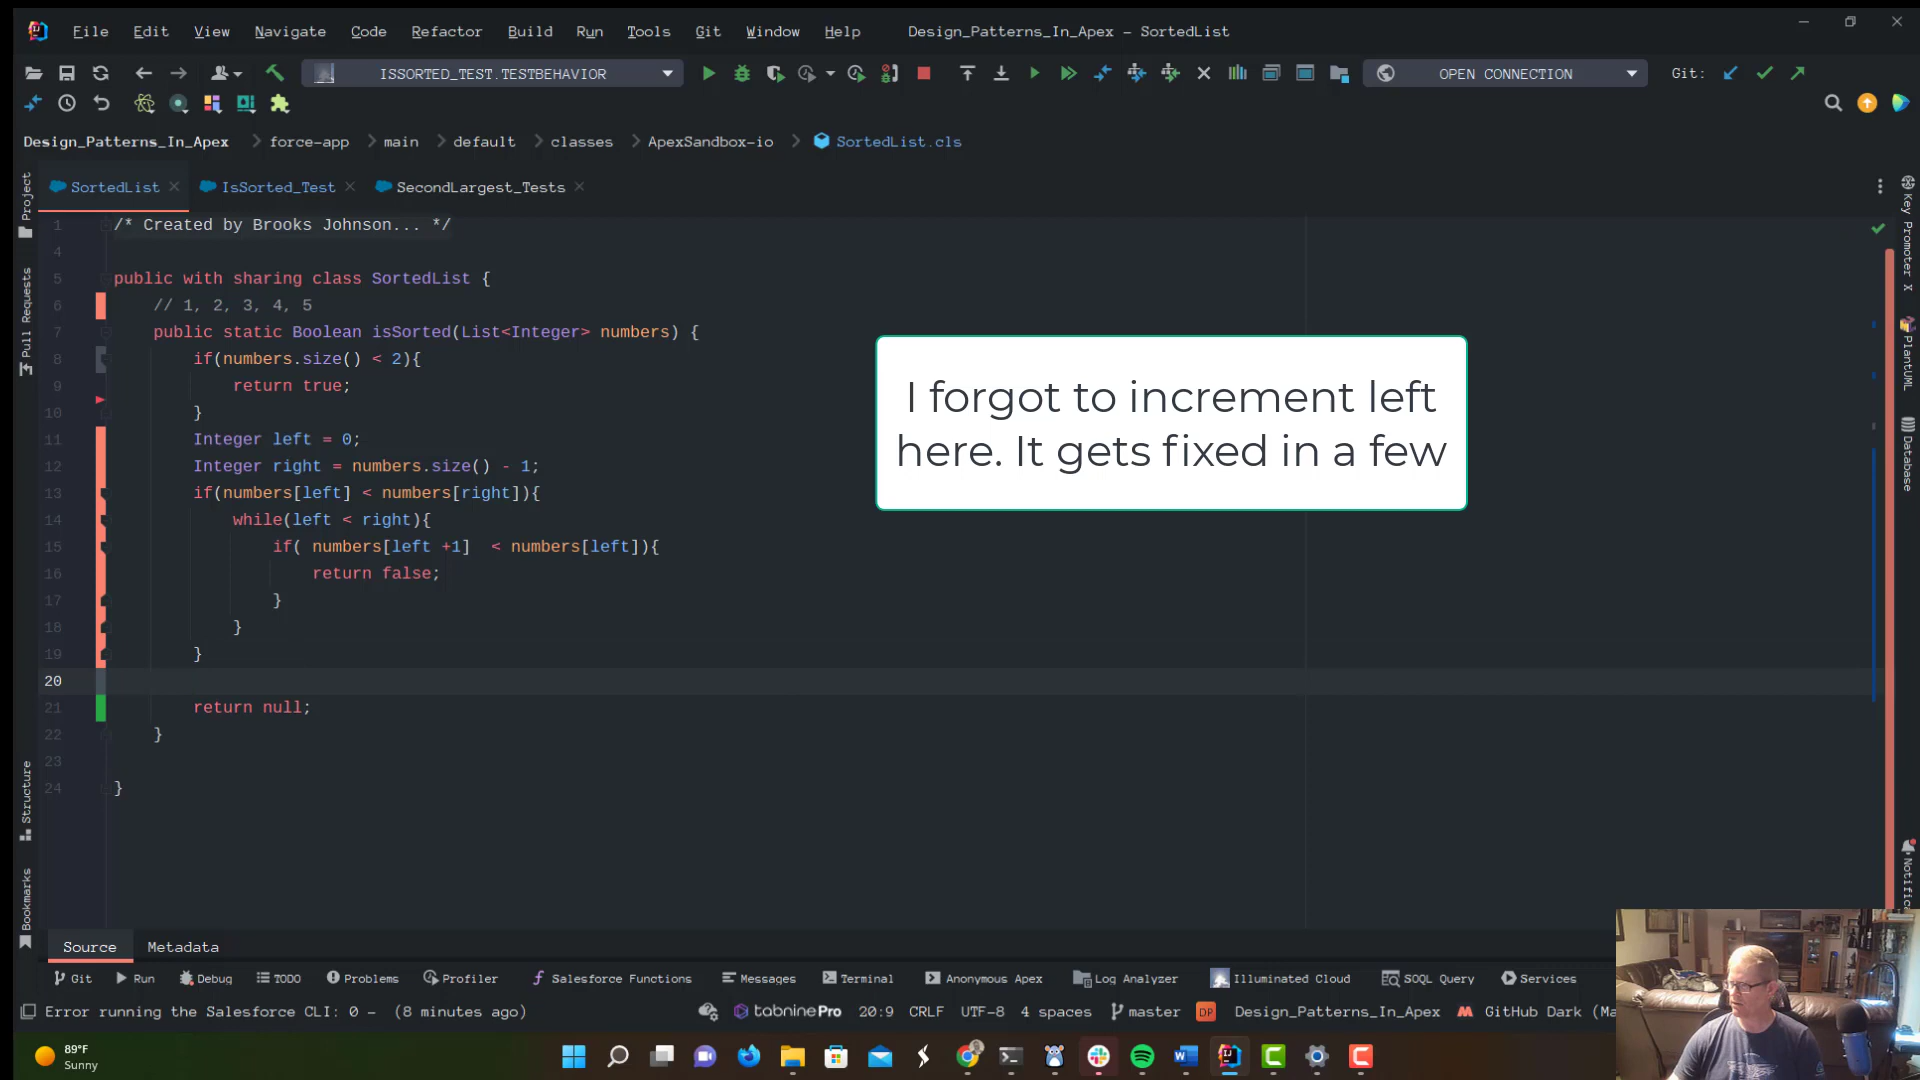 File Edit View Navigate Code Refactor Build Run Tools Git Window Help Design_Patterns_In_Apex – SortedList
ISSORTED_TEST.TESTBEHAVIOR OPEN CONNECTION Git:
Design_Patterns_In_Apex force-app main default classes ApexSandbox-io SortedList.cls
SortedList IsSorted_Test SecondLargest_Tests
Project
Pull Requests
Structure
Bookmarks
1 /* Created by Brooks Johnson... */
4
5 public with sharing class SortedList {
6 // 1, 2, 3, 4, 5
7 public static Boolean isSorted(List<Integer> numbers) {
8 if(numbers.size() < 2){
9 return true;
10 }
11 Integer left = 0;
12 Integer right = numbers.size() - 1;
13 if(numbers[left] < numbers[right]){
14 while(left < right){
15 if( numbers[left +1]  < numbers[left]){
16 return false;
17 }
18 }
19 }
20
21 return null;
22 }
23
24 }
I forgot to increment left
here. It gets fixed in a few
Key Promoter X
PlantUML
Database
Source Metadata
Git Run Debug TODO Problems Profiler Salesforce Functions Messages Terminal Anonymous Apex Log Analyzer Illuminated Cloud SOQL Query Services
Error running the Salesforce CLI: 0 – (8 minutes ago) tabninePro 20:9 CRLF UTF-8 4 spaces master DP Design_Patterns_In_Apex GitHub Dark (Ma
89°F
Sunny